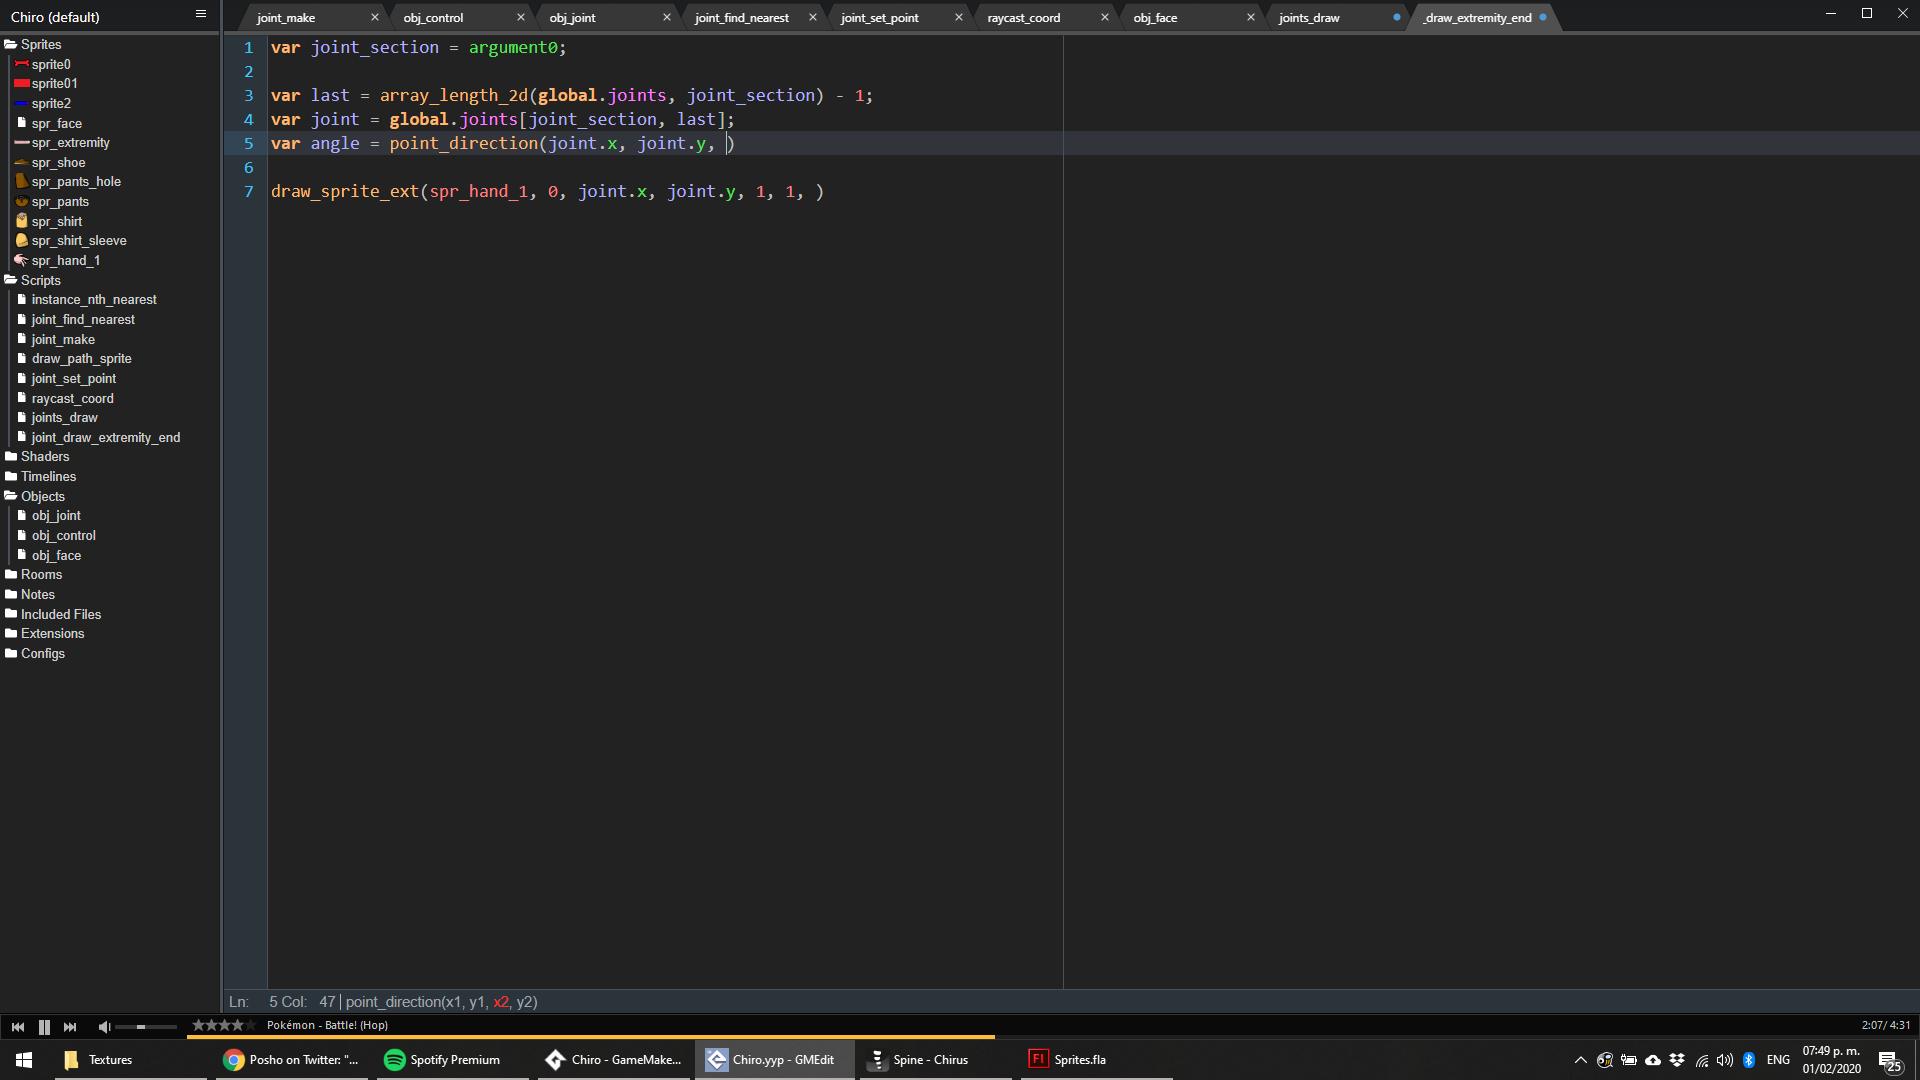 Chiro (default)
joint_make
obj_control
obj_joint
joint_find_nearest
joint_set_point
raycast_coord
obj_face
joints_draw
_draw_extremity_end
Sprites
sprite0
sprite01
sprite2
spr_face
spr_extremity
spr_shoe
spr_pants_hole
spr_pants
spr_shirt
spr_shirt_sleeve
spr_hand_1
Scripts
instance_nth_nearest
joint_find_nearest
joint_make
draw_path_sprite
joint_set_point
raycast_coord
joints_draw
joint_draw_extremity_end
Shaders
Timelines
Objects
obj_joint
obj_control
obj_face
Rooms
Notes
Included Files
Extensions
Configs
1 var joint_section = argument0;
2
3 var last = array_length_2d(global.joints, joint_section) - 1;
4 var joint = global.joints[joint_section, last];
5 var angle = point_direction(joint.x, joint.y, )
6
7 draw_sprite_ext(spr_hand_1, 0, joint.x, joint.y, 1, 1, )
Ln: 5 Col: 47 point_direction(x1, y1, x2, y2)
Pokémon - Battle! (Hop)
2:07/ 4:31
Textures
Posho on Twitter: "...
Spotify Premium
Chiro - GameMake...
Chiro.yyp - GMEdit
Spine - Chirus
Fl
Sprites.fla
ENG
07:49 p. m.
01/02/2020
25